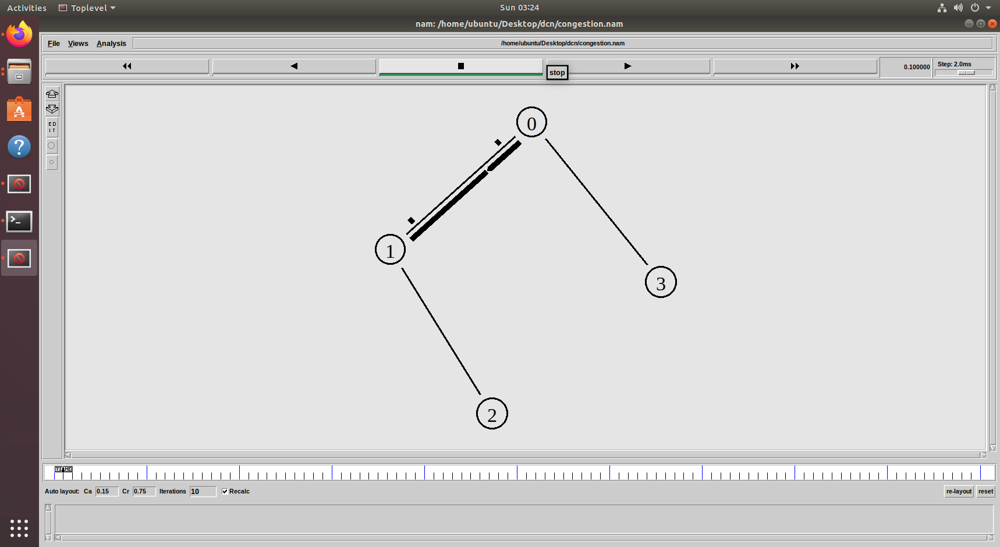 Activities Toplevel Sun 03:24
nam: /home/ubuntu/Desktop/dcn/congestion.nam
File Views Analysis /home/ubuntu/Desktop/dcn/congestion.nam
stop 0.100000 Step: 2.0ms
ED
IT
0
1
3
2
TIME
Auto layout: Ca 0.15 Cr 0.75 Iterations 10 Recalc re-layout reset